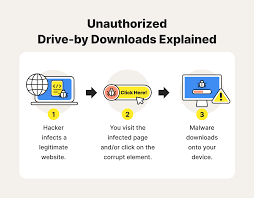 Unauthorized
Drive-by Downloads Explained
</>
Click Here!
1
2
3
Hacker
infects a
legitimate
website.
You visit the
infected page
and/or click on the
corrupt element.
Malware
downloads
onto your
device.